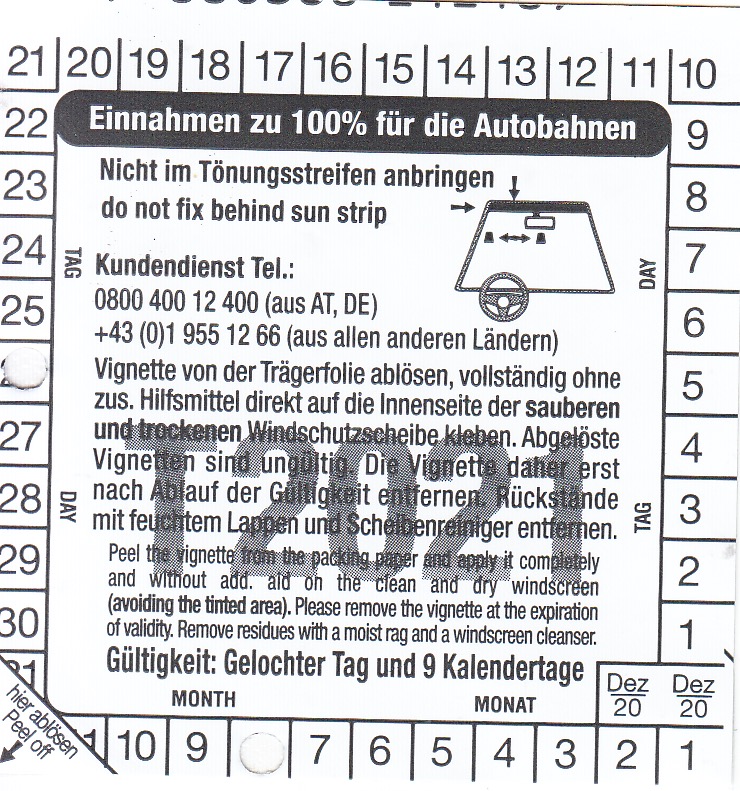 21 20 19 18 17 16 15 14 13 12 11 10
22
23
24
25
27
28
29
30
31
TAG
DAY
Einnahmen zu 100% für die Autobahnen
Nicht im Tönungsstreifen anbringen
do not fix behind sun strip
Kundendienst Tel.:
0800 400 12 400 (aus AT, DE)
+43 (0)1 955 12 66 (aus allen anderen Ländern)
Vignette von der Trägerfolie ablösen, vollständig ohne
zus. Hilfsmittel direkt auf die Innenseite der sauberen
und trockenen Windschutzscheibe kleben. Abgelöste
Vignetten sind ungültig. Die Vignette daher erst
nach Ablauf der Gültigkeit entfernen. Rückstände
mit feuchtem Lappen und Scheibenreiniger entfernen.
T2021
Peel the vignette from the packing paper and apply it completely
and without add. aid on the clean and dry windscreen
(avoiding the tinted area). Please remove the vignette at the expiration
of validity. Remove residues with a moist rag and a windscreen cleanser.
Gültigkeit: Gelochter Tag und 9 Kalendertage
MONTH MONAT
DAY
TAG
9
8
7
6
5
4
3
2
1
Dez
20
Dez
20
hier ablösen
Peel off
10 9 7 6 5 4 3 2 1